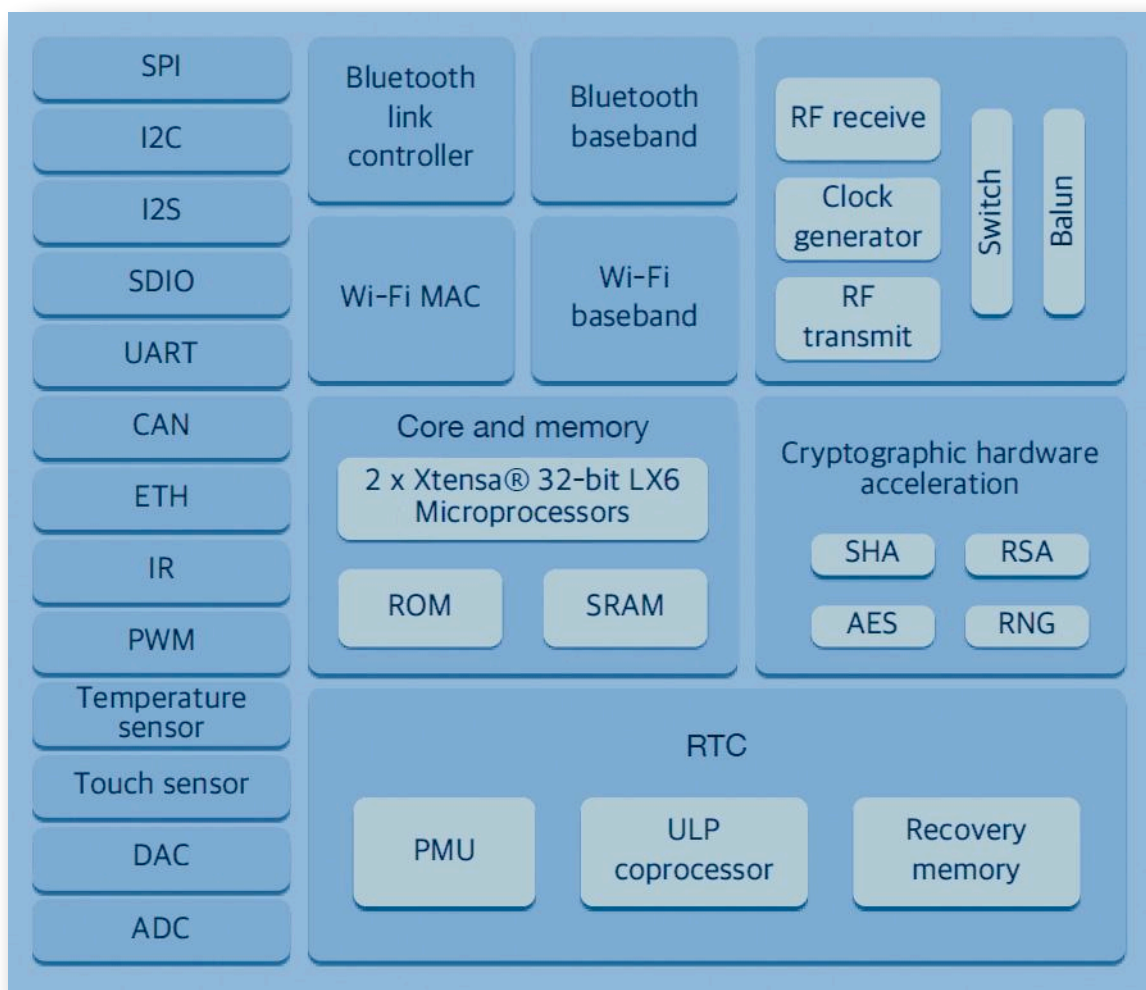 SPI
I2C
I2S
SDIO
UART
CAN
ETH
IR
PWM
Temperature
sensor
Touch sensor
DAC
ADC
Bluetooth
link
controller
Bluetooth
baseband
Wi-Fi MAC
Wi-Fi
baseband
RF receive
Clock
generator
RF
transmit
Switch
Balun
Core and memory
2 x Xtensa® 32-bit LX6
Microprocessors
ROM
SRAM
Cryptographic hardware
acceleration
SHA
RSA
AES
RNG
RTC
PMU
ULP
coprocessor
Recovery
memory